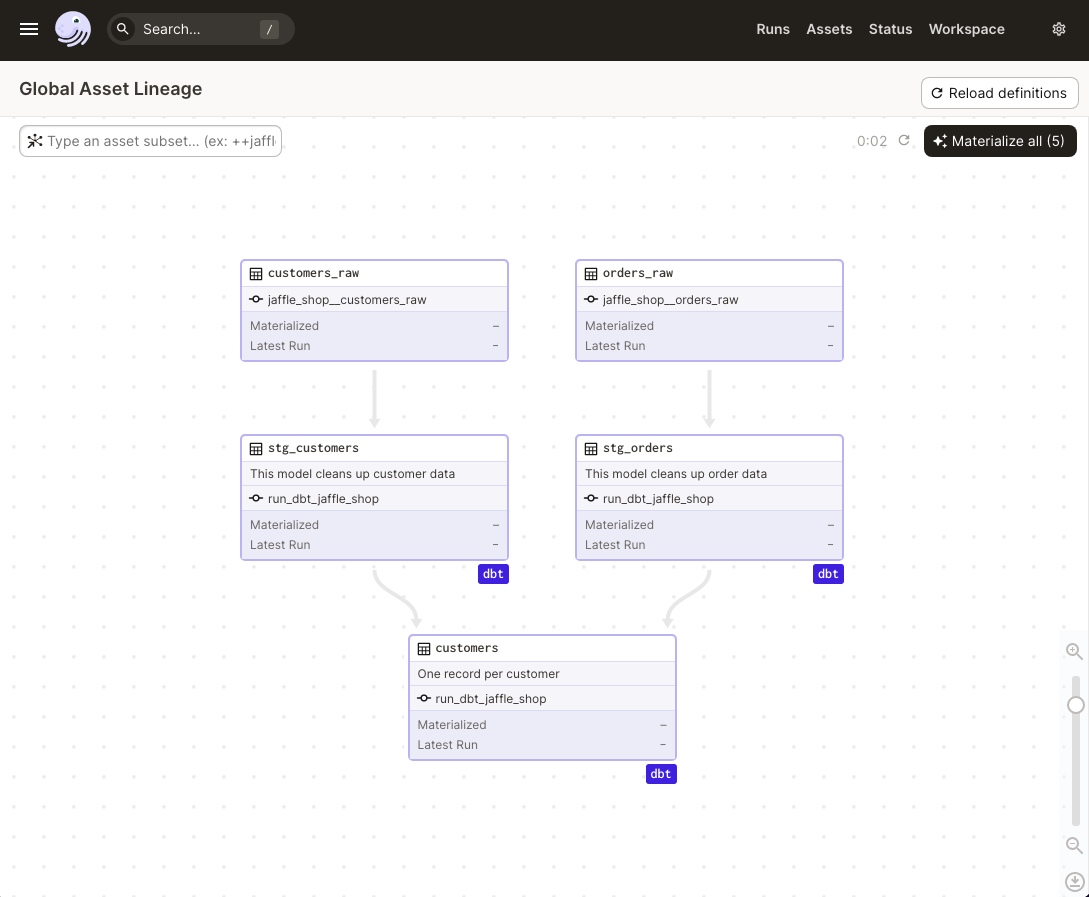 Search... /
Runs Assets Status Workspace
Global Asset Lineage
Reload definitions
Type an asset subset... (ex: ++jaffl
0:02
Materialize all (5)
customers_raw
jaffle_shop__customers_raw
Materialized –
Latest Run –
orders_raw
jaffle_shop__orders_raw
Materialized –
Latest Run –
stg_customers
This model cleans up customer data
run_dbt_jaffle_shop
Materialized –
Latest Run –
dbt
stg_orders
This model cleans up order data
run_dbt_jaffle_shop
Materialized –
Latest Run –
dbt
customers
One record per customer
run_dbt_jaffle_shop
Materialized –
Latest Run –
dbt